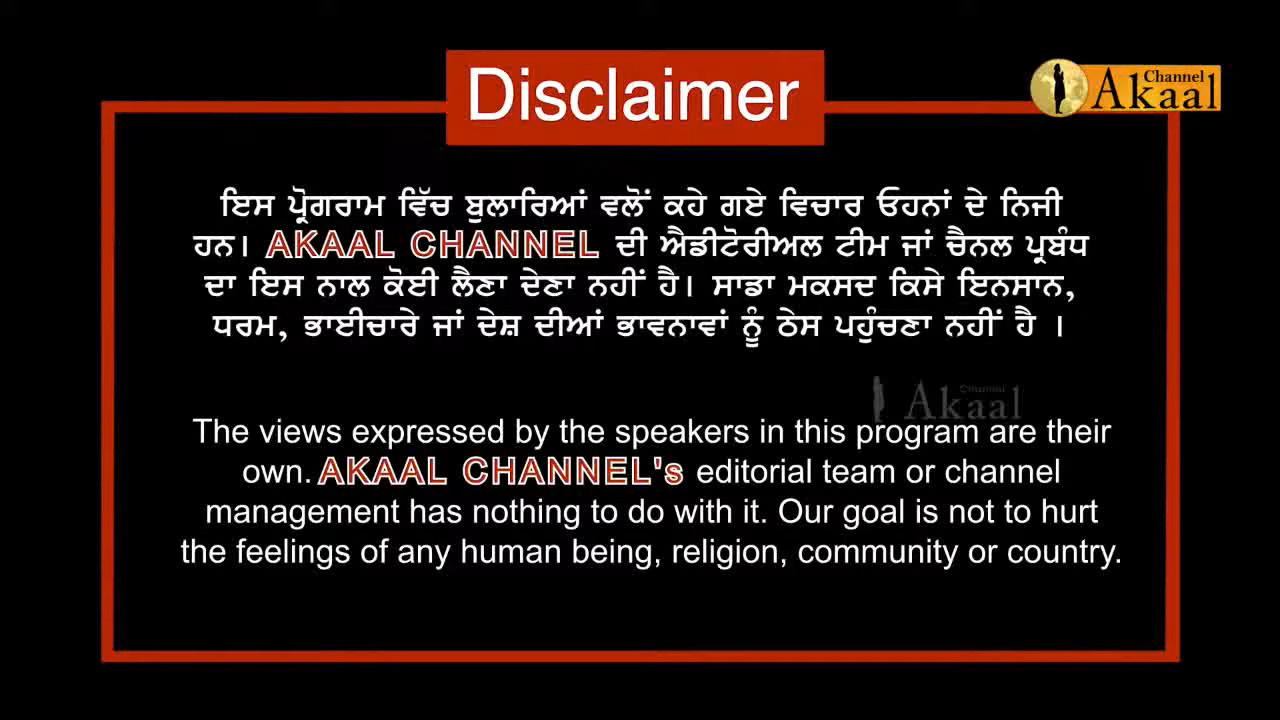 Disclaimer
Channel
Akaal
ਇਸ ਪ੍ਰੋਗਰਾਮ ਵਿੱਚ ਬੁਲਾਰਿਆਂ ਵਲੋਂ ਕਹੇ ਗਏ ਵਿਚਾਰ ਓਹਨਾਂ ਦੇ ਨਿਜੀ
ਹਨ। AKAAL CHANNEL ਦੀ ਐਡੀਟੋਰੀਅਲ ਟੀਮ ਜਾਂ ਚੈਨਲ ਪ੍ਰਬੰਧ
ਦਾ ਇਸ ਨਾਲ ਕੋਈ ਲੈਣਾ ਦੇਣਾ ਨਹੀਂ ਹੈ। ਸਾਡਾ ਮਕਸਦ ਕਿਸੇ ਇਨਸਾਨ,
ਧਰਮ, ਭਾਈਚਾਰੇ ਜਾਂ ਦੇਸ਼ ਦੀਆਂ ਭਾਵਨਾਵਾਂ ਨੂੰ ਠੇਸ ਪਹੁੰਚਣਾ ਨਹੀਂ ਹੈ ।
Channel
Akaal
The views expressed by the speakers in this program are their
own. AKAAL CHANNEL's editorial team or channel
management has nothing to do with it. Our goal is not to hurt
the feelings of any human being, religion, community or country.